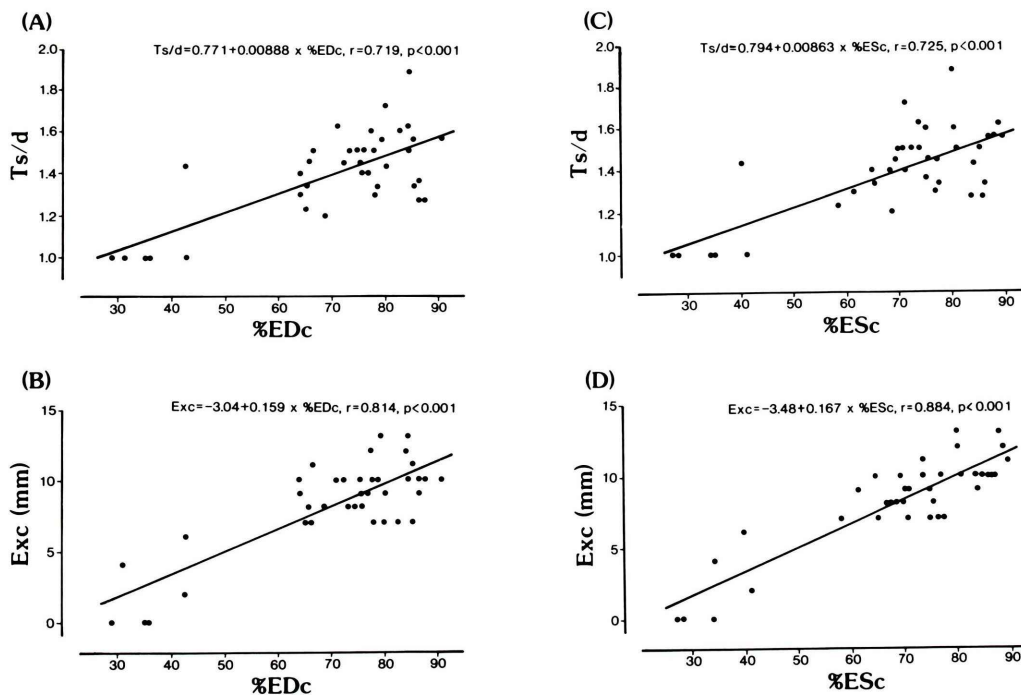 (A)
Ts/d=0.771+0.00888 x %EDc, r=0.719, p<0.001
2.0
1.8
1.6
1.4
1.2
1.0
Ts/d
30 40 50 60 70 80 90
%EDc
(C)
Ts/d=0.794+0.00863 x %ESc, r=0.725, p<0.001
2.0
1.8
1.6
1.4
1.2
1.0
Ts/d
30 40 50 60 70 80 90
%ESc
(B)
Exc=-3.04+0.159 x %EDc, r=0.814, p<0.001
15
10
5
0
Exc (mm)
30 40 50 60 70 80 90
%EDc
(D)
Exc=-3.48+0.167 x %ESc, r=0.884, p<0.001
15
10
5
0
Exc (mm)
30 40 50 60 70 80 90
%ESc